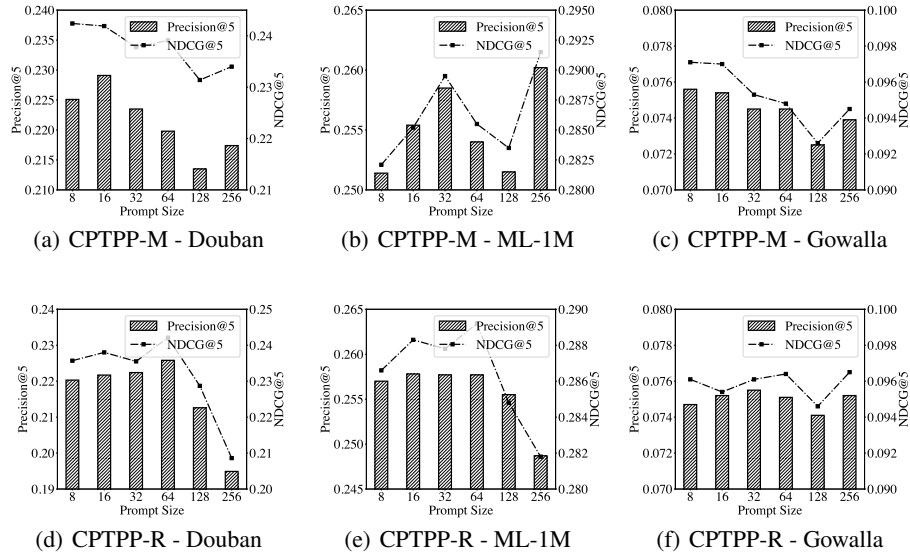 0.240 0.235 0.230 0.225 0.220 0.215 0.210
Precision@5
Precision@5
NDCG@5
0.24 0.23 0.22 0.21
NDCG@5
8 16 32 64 128 256
Prompt Size
(a) CPTPP-M - Douban
0.265 0.260 0.255 0.250
Precision@5
Precision@5
NDCG@5
0.2950 0.2925 0.2900 0.2875 0.2850 0.2825 0.2800
NDCG@5
8 16 32 64 128 256
Prompt Size
(b) CPTPP-M - ML-1M
0.080 0.078 0.076 0.074 0.072 0.070
Precision@5
Precision@5
NDCG@5
0.100 0.098 0.096 0.094 0.092 0.090
NDCG@5
8 16 32 64 128 256
Prompt Size
(c) CPTPP-M - Gowalla
0.24 0.23 0.22 0.21 0.20 0.19
Precision@5
Precision@5
NDCG@5
0.25 0.24 0.23 0.22 0.21 0.20
NDCG@5
8 16 32 64 128 256
Prompt Size
(d) CPTPP-R - Douban
0.265 0.260 0.255 0.250 0.245
Precision@5
Precision@5
NDCG@5
0.290 0.288 0.286 0.284 0.282 0.280
NDCG@5
8 16 32 64 128 256
Prompt Size
(e) CPTPP-R - ML-1M
0.080 0.078 0.076 0.074 0.072 0.070
Precision@5
Precision@5
NDCG@5
0.100 0.098 0.096 0.094 0.092 0.090
NDCG@5
8 16 32 64 128 256
Prompt Size
(f) CPTPP-R - Gowalla